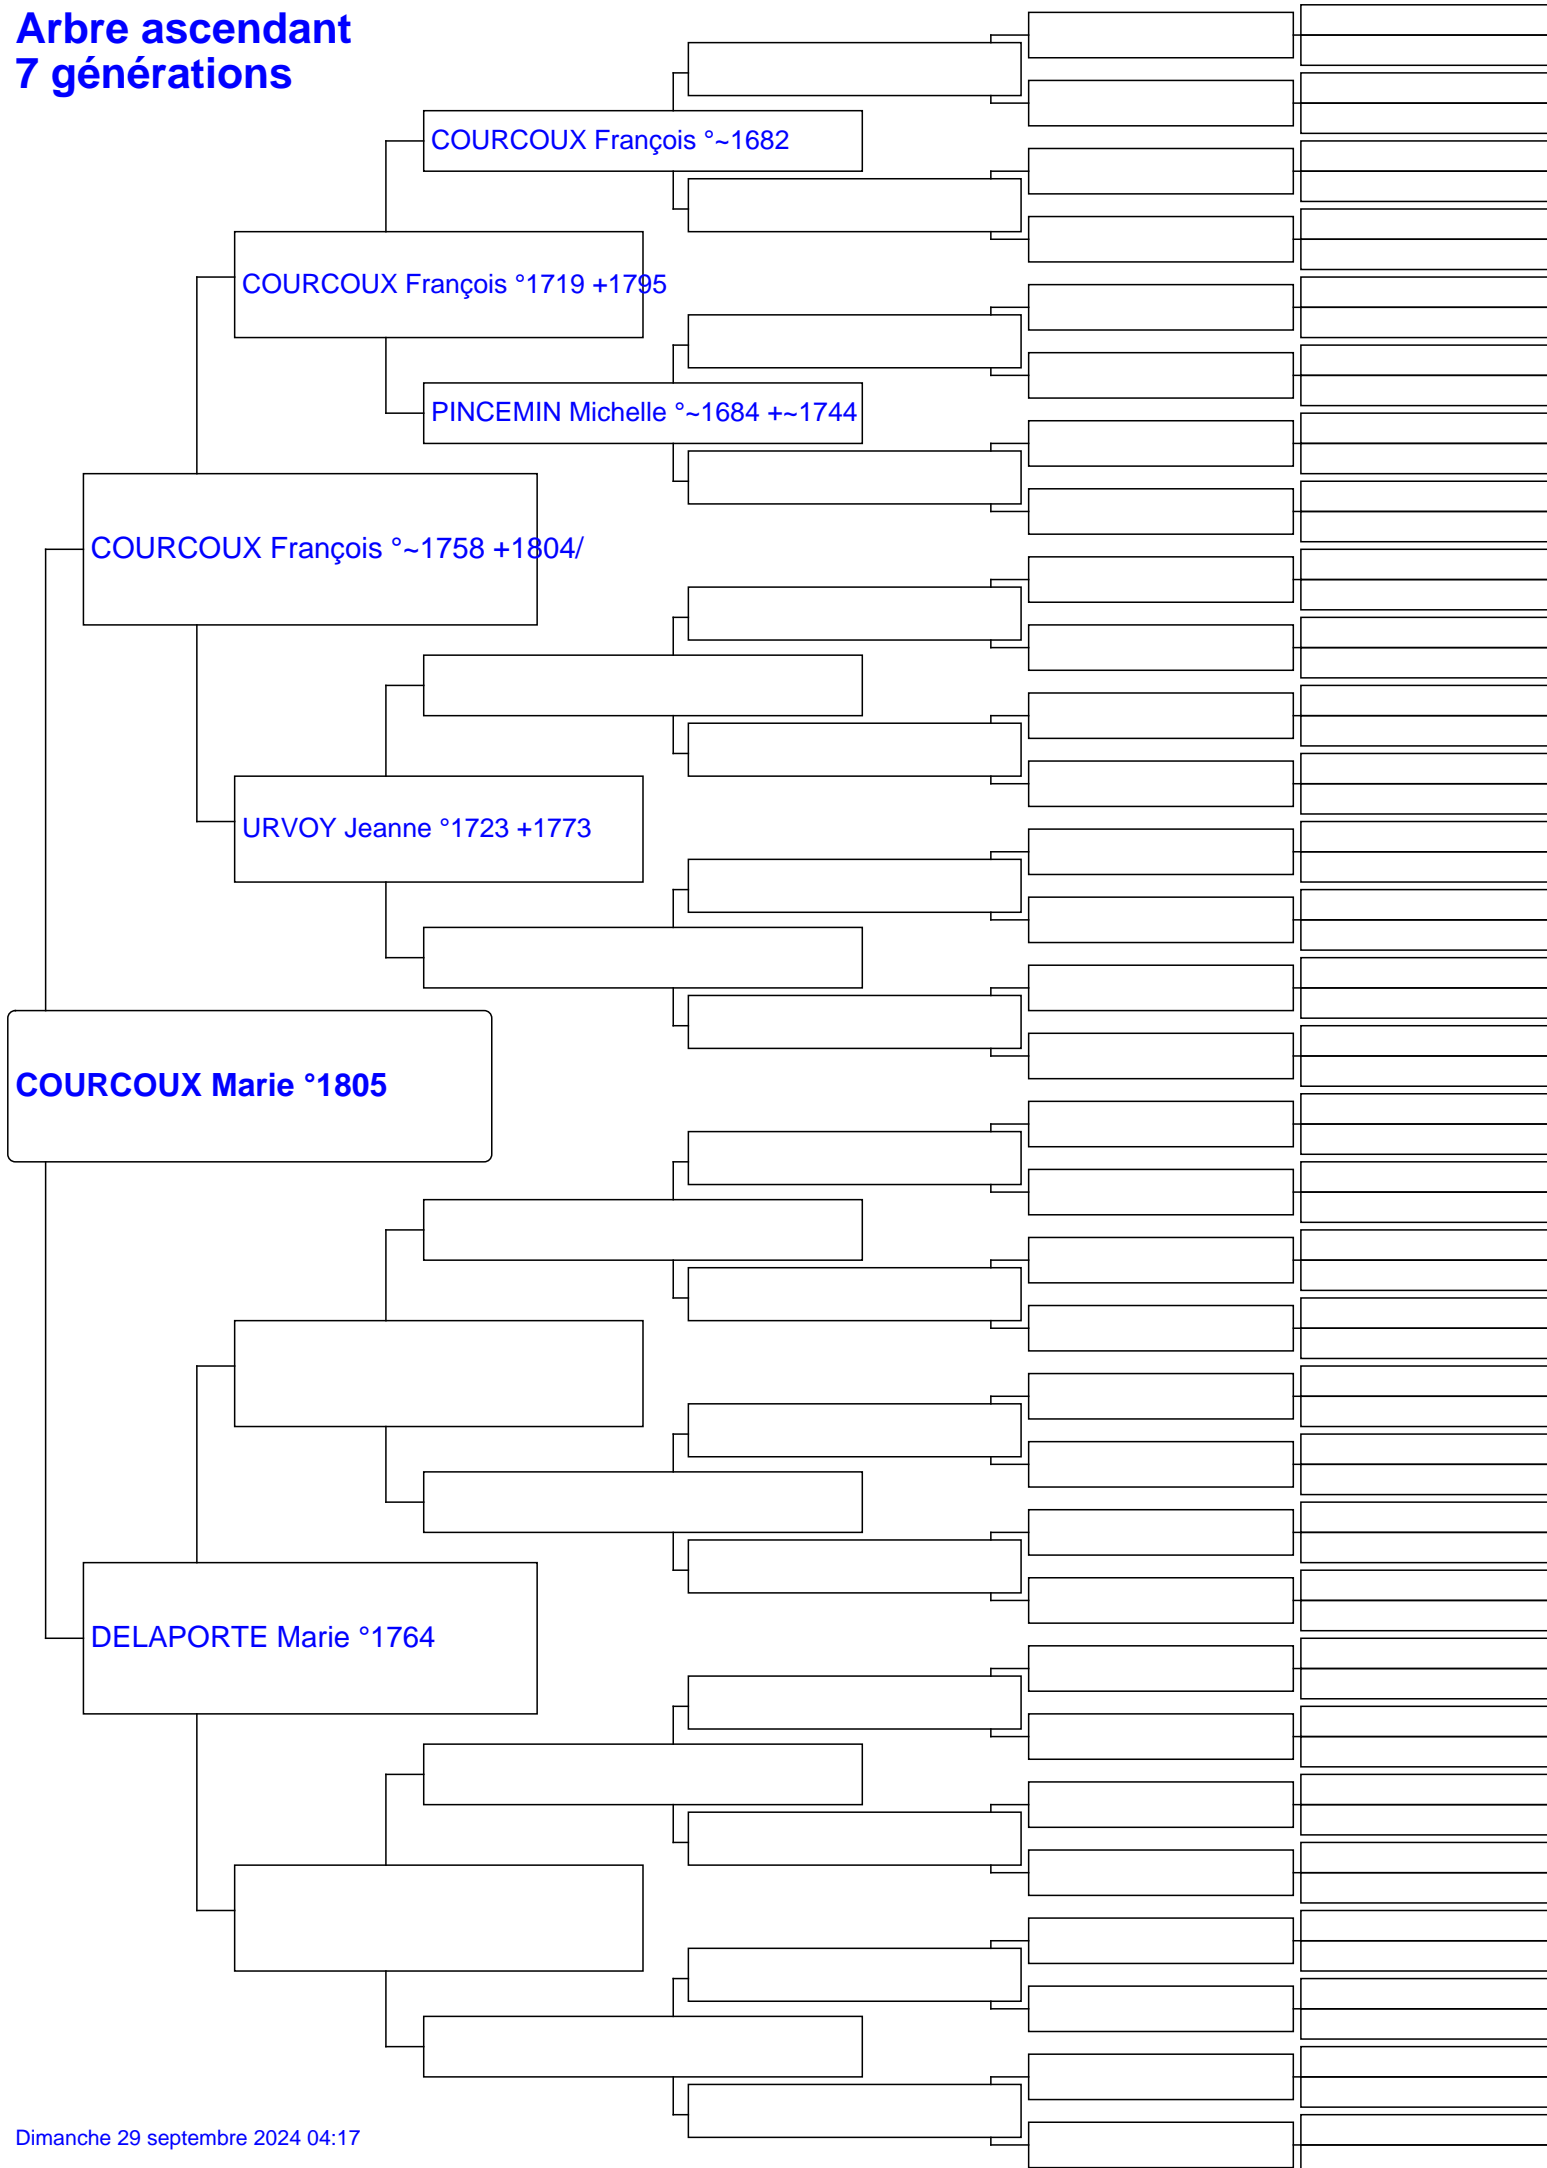 Arbre ascendant
7 générations
COURCOUX François °~1682
COURCOUX François °1719 +1795
PINCEMIN Michelle °~1684 +~1744
COURCOUX François °~1758 +1804/
URVOY Jeanne °1723 +1773
COURCOUX Marie °1805
DELAPORTE Marie °1764
Dimanche 29 septembre 2024 04:17